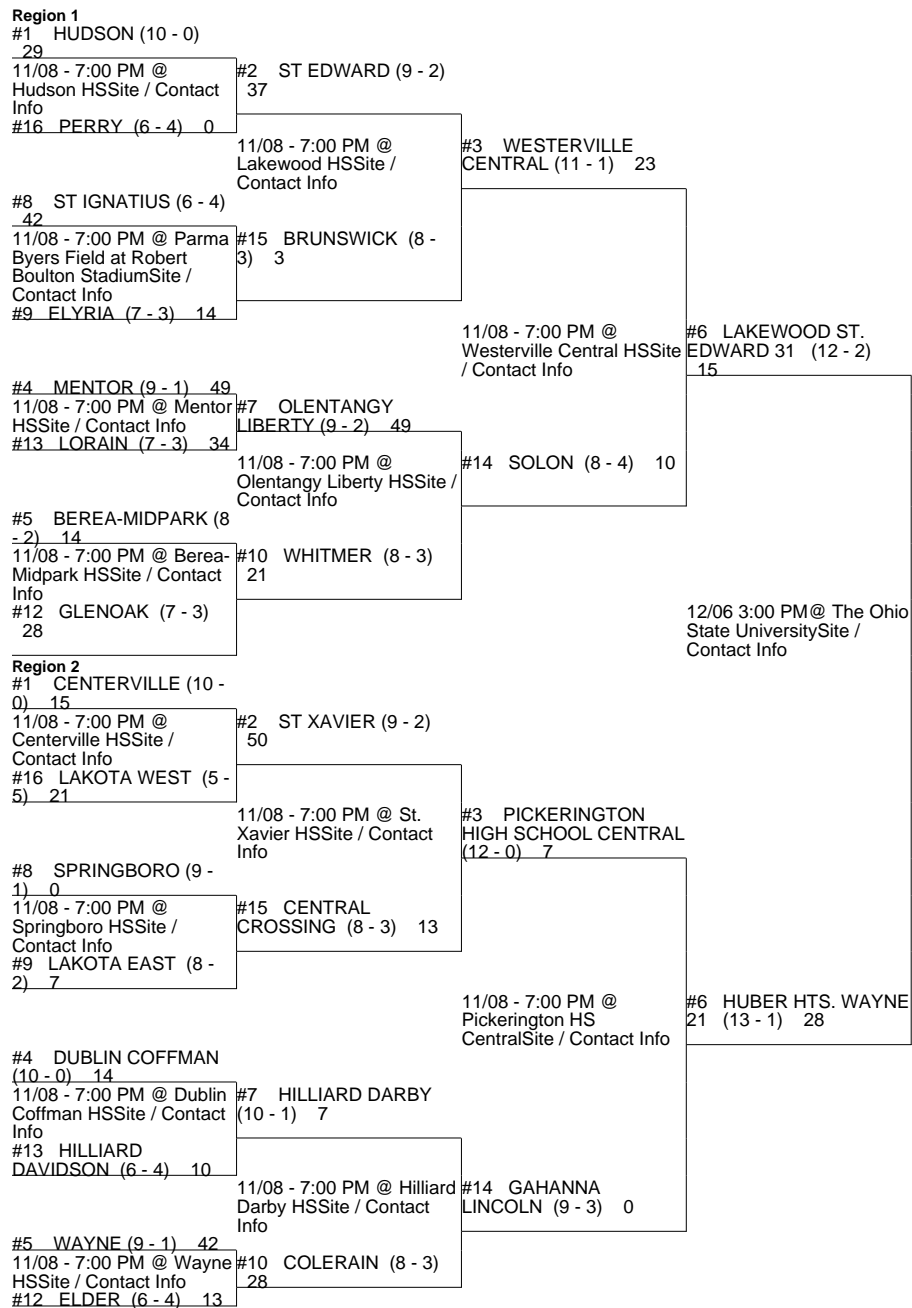 Region 1
#1 HUDSON (10 - 0)
29
11/08 - 7:00 PM @
Hudson HSSite / Contact
Info
#16 PERRY (6 - 4) 0
#8 ST IGNATIUS (6 - 4)
42
11/08 - 7:00 PM @ Parma
Byers Field at Robert
Boulton StadiumSite /
Contact Info
#9 ELYRIA (7 - 3) 14
#4 MENTOR (9 - 1) 49
11/08 - 7:00 PM @ Mentor
HSSite / Contact Info
#13 LORAIN (7 - 3) 34
#5 BEREA-MIDPARK (8
- 2) 14
11/08 - 7:00 PM @ Berea-
Midpark HSSite / Contact
Info
#12 GLENOAK (7 - 3)
28
Region 2
#1 CENTERVILLE (10 -
0) 15
11/08 - 7:00 PM @
Centerville HSSite /
Contact Info
#16 LAKOTA WEST (5 -
5) 21
#8 SPRINGBORO (9 -
1) 0
11/08 - 7:00 PM @
Springboro HSSite /
Contact Info
#9 LAKOTA EAST (8 -
2) 7
#4 DUBLIN COFFMAN
(10 - 0) 14
11/08 - 7:00 PM @ Dublin
Coffman HSSite / Contact
Info
#13 HILLIARD
DAVIDSON (6 - 4) 10
#5 WAYNE (9 - 1) 42
11/08 - 7:00 PM @ Wayne
HSSite / Contact Info
#12 ELDER (6 - 4) 13
#2 ST EDWARD (9 - 2)
37
11/08 - 7:00 PM @
Lakewood HSSite /
Contact Info
#15 BRUNSWICK (8 -
3) 3
#7 OLENTANGY
LIBERTY (9 - 2) 49
11/08 - 7:00 PM @
Olentangy Liberty HSSite /
Contact Info
#10 WHITMER (8 - 3)
21
#2 ST XAVIER (9 - 2)
50
11/08 - 7:00 PM @ St.
Xavier HSSite / Contact
Info
#15 CENTRAL
CROSSING (8 - 3) 13
#7 HILLIARD DARBY
(10 - 1) 7
11/08 - 7:00 PM @ Hilliard
Darby HSSite / Contact
Info
#10 COLERAIN (8 - 3)
28
#3 WESTERVILLE
CENTRAL (11 - 1) 23
11/08 - 7:00 PM @
Westerville Central HSSite
/ Contact Info
#14 SOLON (8 - 4) 10
#3 PICKERINGTON
HIGH SCHOOL CENTRAL
(12 - 0) 7
11/08 - 7:00 PM @
Pickerington HS
CentralSite / Contact Info
#14 GAHANNA
LINCOLN (9 - 3) 0
#6 LAKEWOOD ST.
EDWARD 31 (12 - 2)
15
12/06 3:00 PM@ The Ohio
State UniversitySite /
Contact Info
#6 HUBER HTS. WAYNE
21 (13 - 1) 28